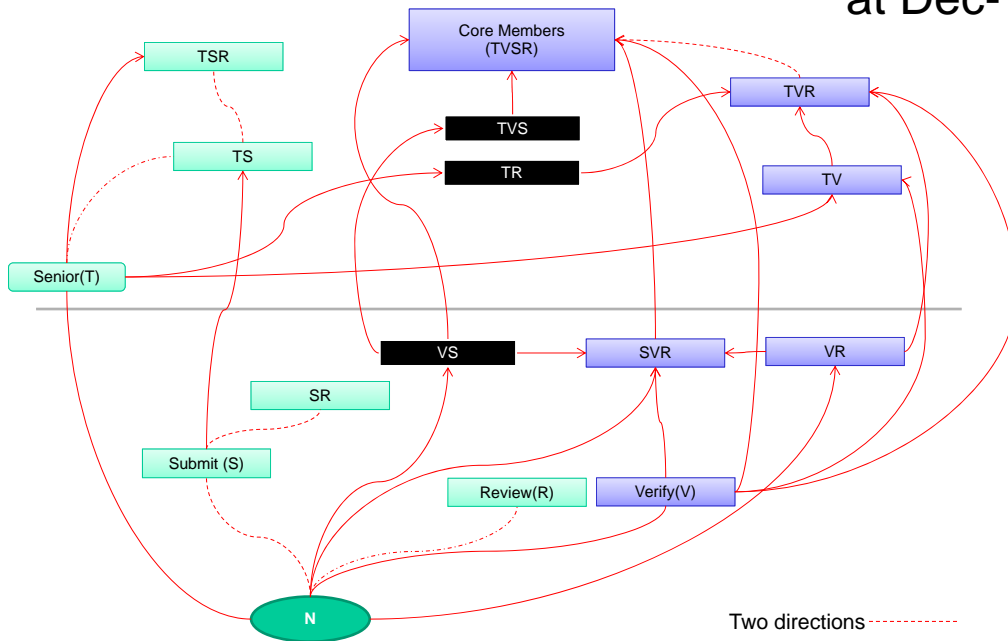 at Dec-
Core Members
(TVSR)
TSR
TVR
TVS
TS
TR
TV
Senior(T)
VS
SVR
VR
SR
Submit (S)
Review(R)
Verify(V)
N
Two directions